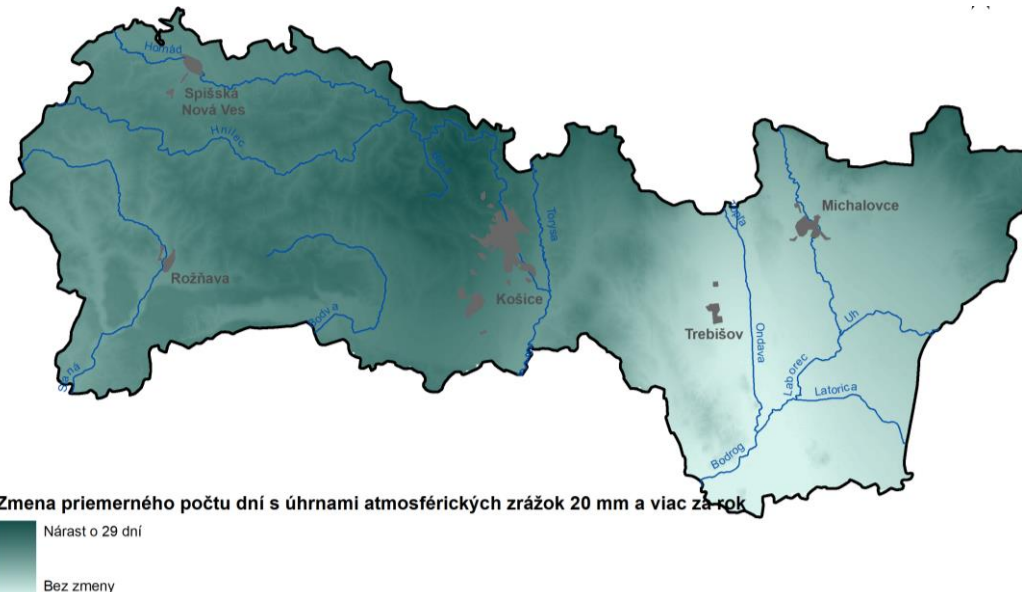 Hornád
Spišská
Nová Ves
Hnilec
Torysa
Topľa
Michalovce
Rožňava
Košice
Bodva
Uh
Trebišov
Ondava
Slaná
Laborec
Latorica
Bodrog
Zmena priemerného počtu dní s úhrnami atmosférických zrážok 20 mm a viac za rok
Nárast o 29 dní
Bez zmeny